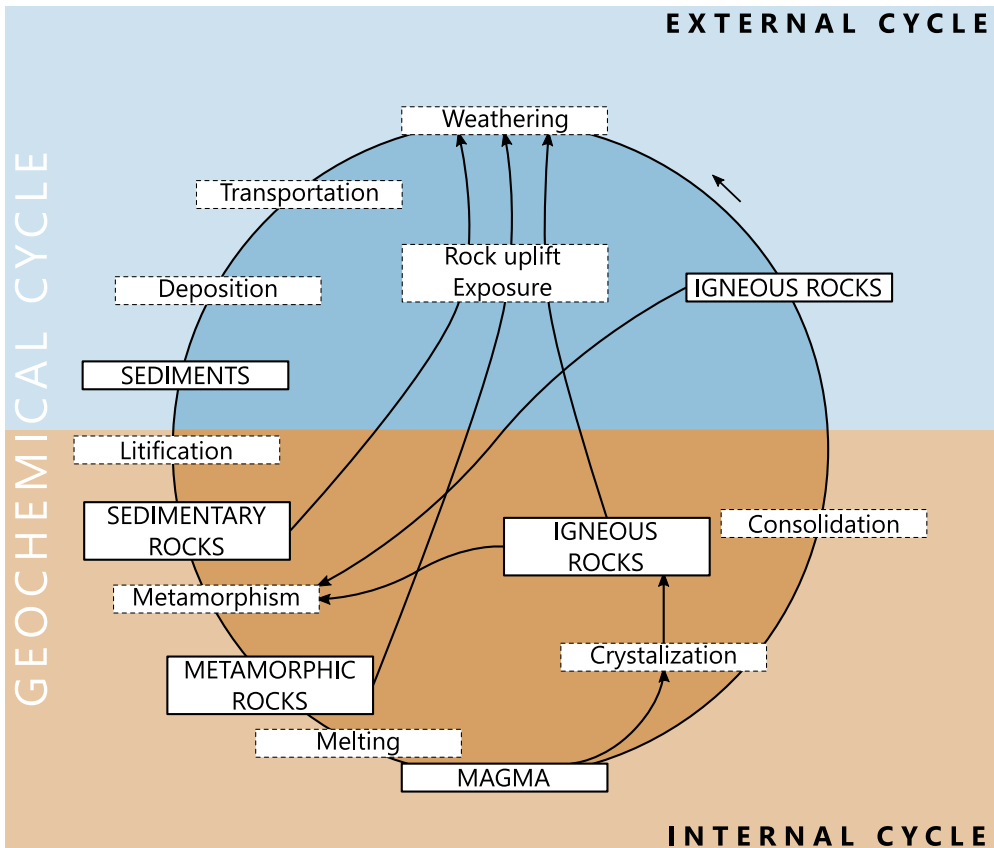 EXTERNAL CYCLE
GEOCHEMICAL CYCLE
Weathering
Transportation
Rock uplift
Exposure
Deposition
IGNEOUS ROCKS
SEDIMENTS
Litification
SEDIMENTARY
ROCKS
IGNEOUS
ROCKS
Consolidation
Metamorphism
Crystalization
METAMORPHIC
ROCKS
Melting
MAGMA
INTERNAL CYCLE